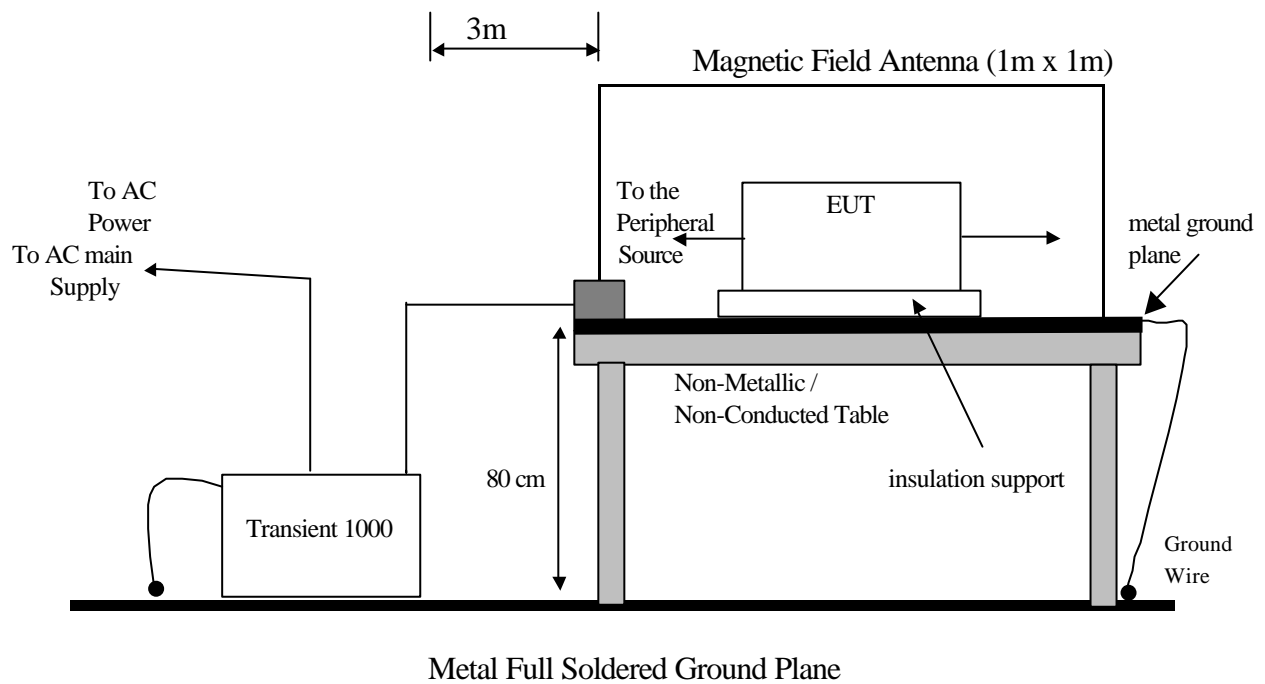 3m
Magnetic Field Antenna (1m x 1m)
To AC
Power
To AC main
Supply
To the
Peripheral
Source
EUT
metal ground
plane
Non-Metallic /
Non-Conducted Table
80 cm
insulation support
Transient 1000
Ground
Wire
Metal Full Soldered Ground Plane